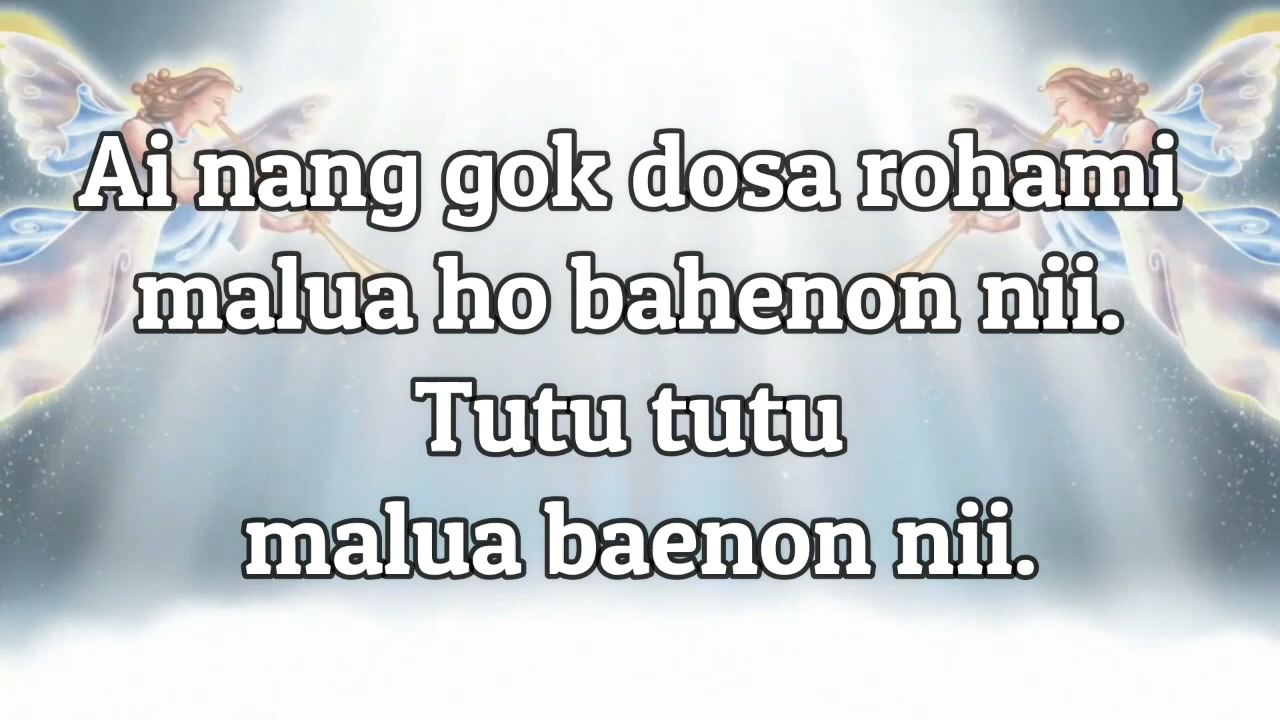 Ai nang gok dosa rohami
malua ho bahenon nii.
Tutu tutu
malua baenon nii.